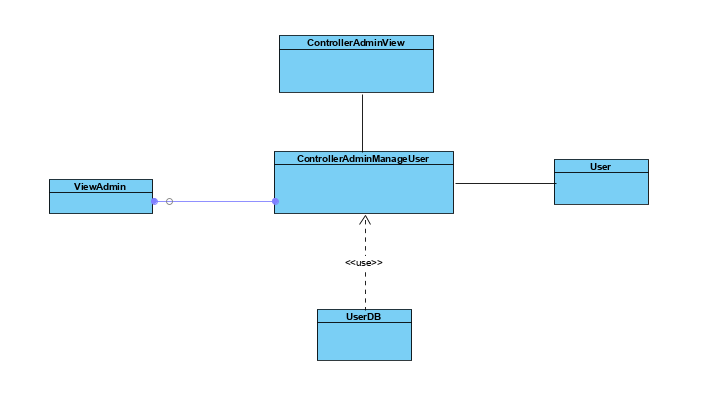 ControllerAdminView
ControllerAdminManageUser
User
ViewAdmin
<<use>>
UserDB